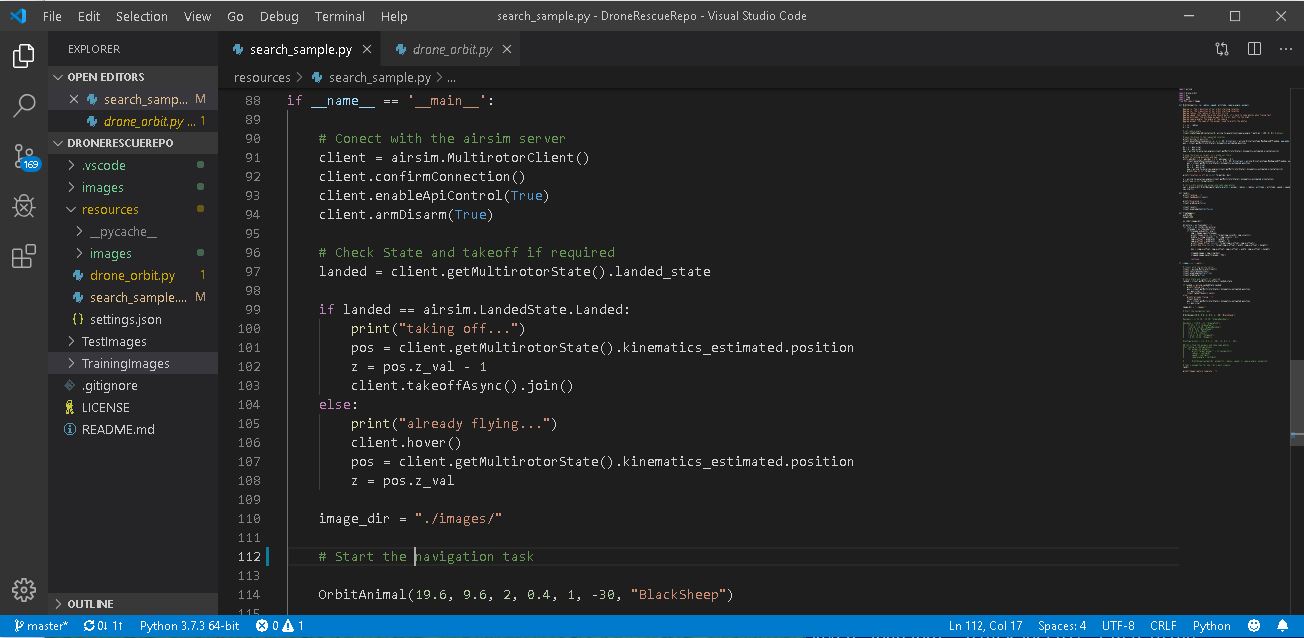 File Edit Selection View Go Debug Terminal Help search_sample.py - DroneRescueRepo - Visual Studio Code
EXPLORER
OPEN EDITORS
search_samp... M
drone_orbit.py ... 1
DRONERESCUEREPO
.vscode
images
resources
__pycache__
images
drone_orbit.py 1
search_sample.... M
{} settings.json
TestImages
TrainingImages
.gitignore
LICENSE
README.md
OUTLINE
169
search_sample.py drone_orbit.py
resources > search_sample.py > ...
88 if __name__ == '__main__':
89
90 # Conect with the airsim server
91 client = airsim.MultirotorClient()
92 client.confirmConnection()
93 client.enableApiControl(True)
94 client.armDisarm(True)
95
96 # Check State and takeoff if required
97 landed = client.getMultirotorState().landed_state
98
99 if landed == airsim.LandedState.Landed:
100 print("taking off...")
101 pos = client.getMultirotorState().kinematics_estimated.position
102 z = pos.z_val - 1
103 client.takeoffAsync().join()
104 else:
105 print("already flying...")
106 client.hover()
107 pos = client.getMultirotorState().kinematics_estimated.position
108 z = pos.z_val
109
110 image_dir = "./images/"
111
112 # Start the navigation task
113
114 OrbitAnimal(19.6, 9.6, 2, 0.4, 1, -30, "BlackSheep")
115
master* 0↓ 1↑ Python 3.7.3 64-bit 0 1 Ln 112, Col 17 Spaces: 4 UTF-8 CRLF Python